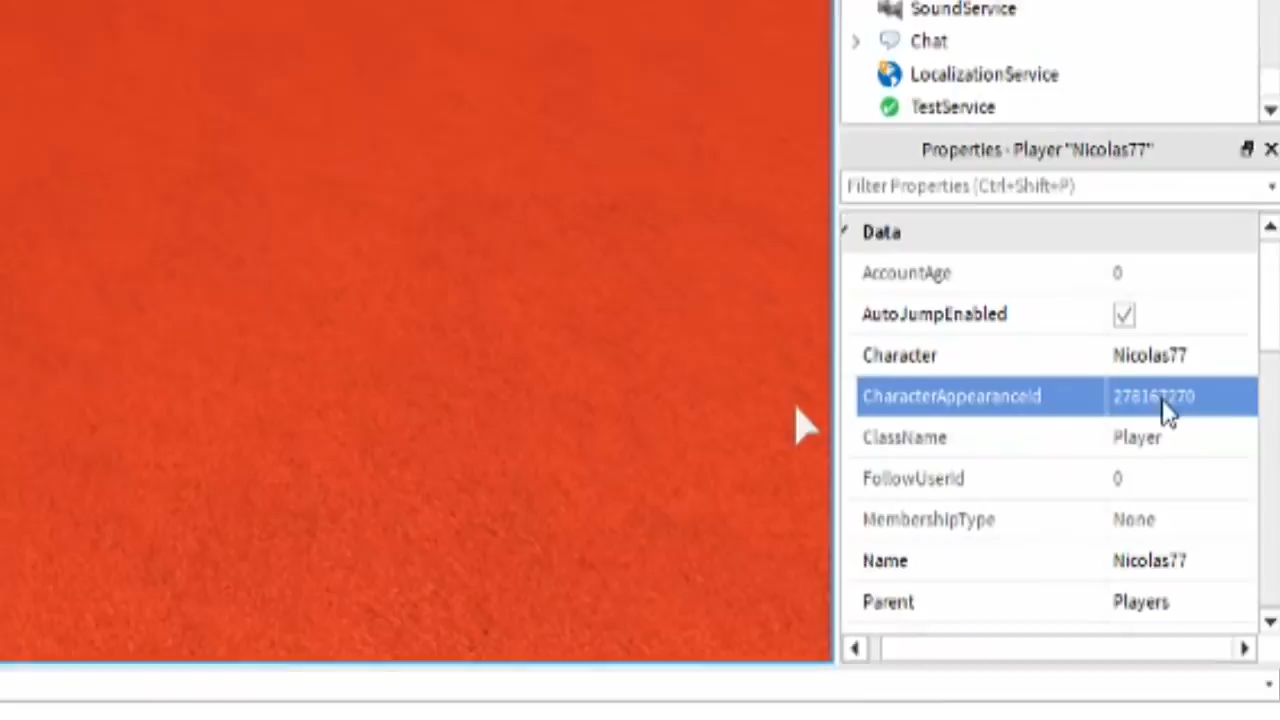 SoundService
Chat
LocalizationService
TestService
Properties - Player "Nicolas77"
Filter Properties (Ctrl+Shift+P)
Data
AccountAge 0
AutoJumpEnabled
Character Nicolas77
CharacterAppearanceId
ClassName Player
FollowUserId 0
MembershipType None
Name Nicolas77
Parent Players